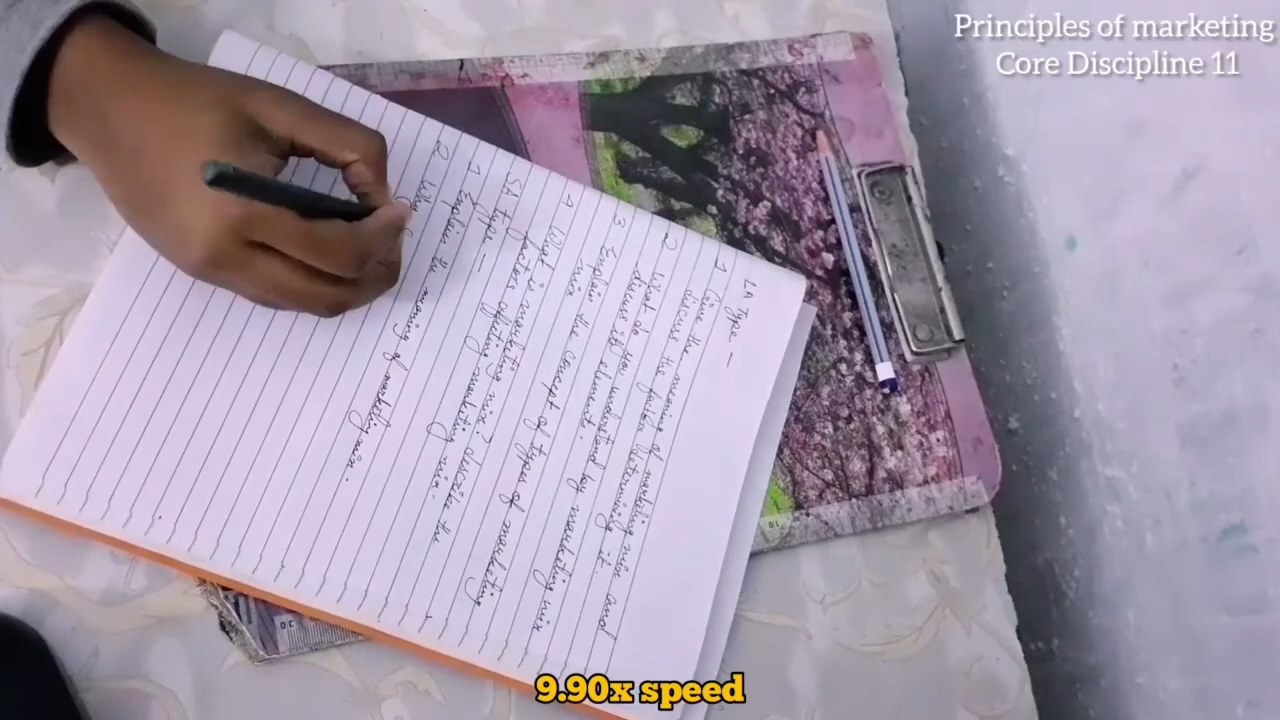 Principles of marketing
Core Discipline 11
LA Type –
1 Give the meaning of marketing mix and
discuss the factors determining it.
2 What do you understand by marketing mix
discuss its elements.
3 Explain the concept of types of marketing
mix
4 What is marketing mix? describe the
factors affecting marketing mix.
SA type –
1 Explain the meaning of marketing mix.
2 Why
9.90x speed